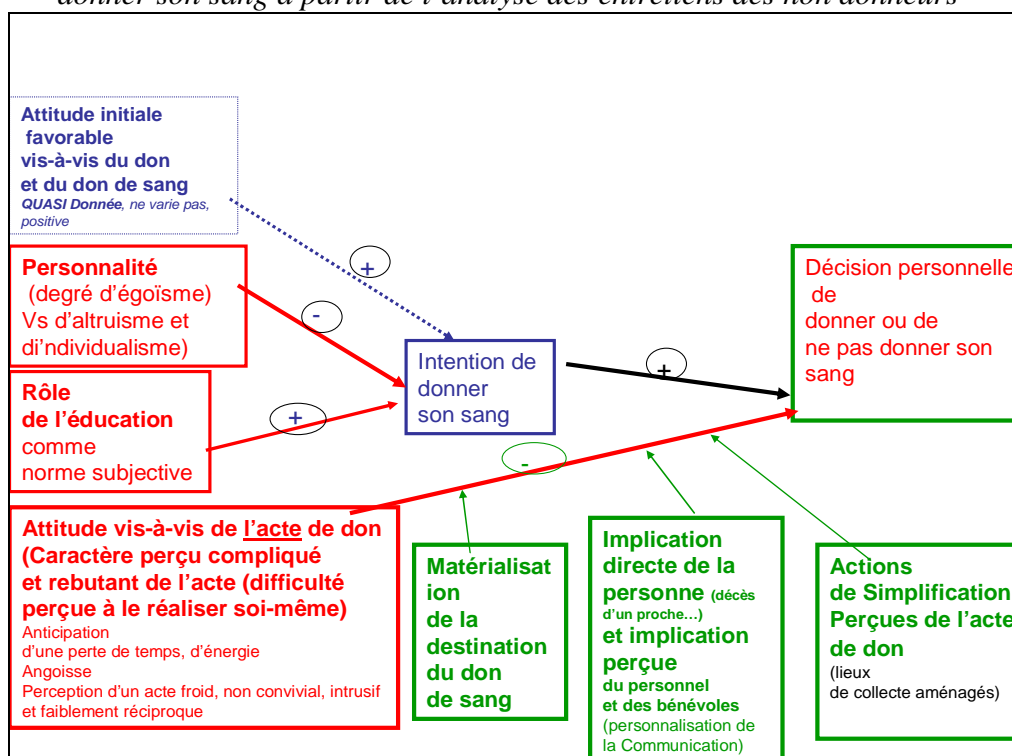 donner son sang à partir de l'analyse des entretiens des non donneurs
Attitude initiale
favorable
vis-à-vis du don
et du don de sang
QUASI Donnée, ne varie pas,
positive
+
Personnalité
(degré d'égoïsme)
Vs d'altruisme et
di'ndividualisme)
-
Rôle
de l'éducation
comme
norme subjective
+
Intention de
donner
son sang
+
Décision personnelle
de
donner ou de
ne pas donner son
sang
-
Attitude vis-à-vis de l'acte de don
(Caractère perçu compliqué
et rebutant de l'acte (difficulté
perçue à le réaliser soi-même)
Anticipation
d'une perte de temps, d'énergie
Angoisse
Perception d'un acte froid, non convivial, intrusif
et faiblement réciproque
Matérialisat
ion
de la
destination
du don
de sang
Implication
directe de la
personne (décès
d'un proche…)
et implication
perçue
du personnel
et des bénévoles
(personnalisation de
la Communication)
Actions
de Simplification
Perçues de l'acte
de don
(lieux
de collecte aménagés)